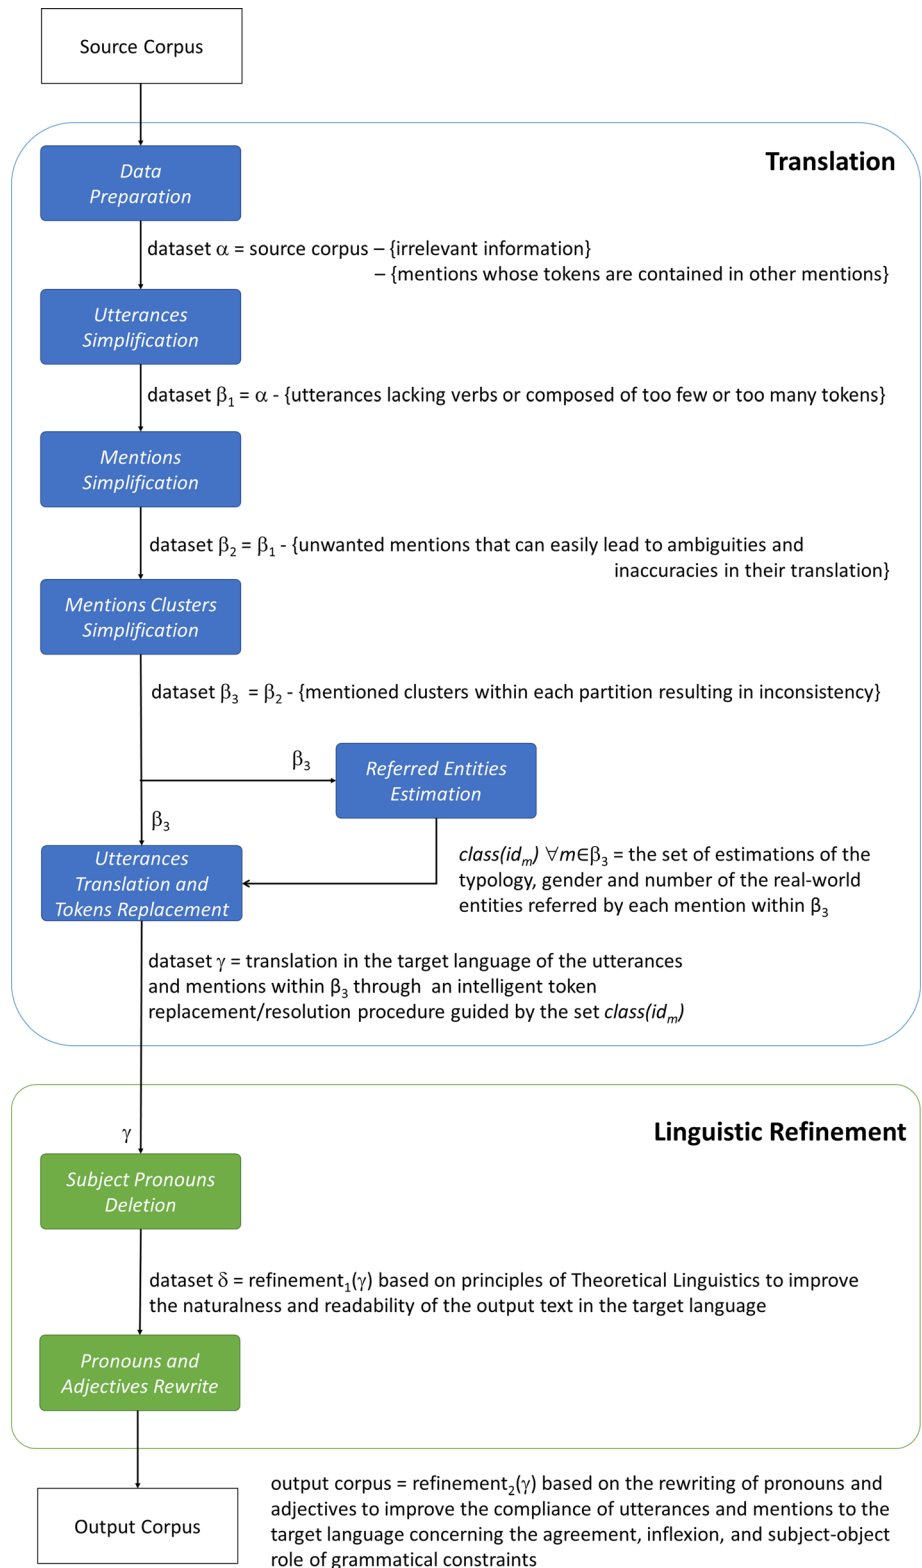 Source Corpus
Translation
Data
Preparation
dataset α = source corpus – {irrelevant information}
– {mentions whose tokens are contained in other mentions}
Utterances
Simplification
dataset β₁ = α - {utterances lacking verbs or composed of too few or too many tokens}
Mentions
Simplification
dataset β₂ = β₁ - {unwanted mentions that can easily lead to ambiguities and
inaccuracies in their translation}
Mentions Clusters
Simplification
dataset β₃ = β₂ - {mentioned clusters within each partition resulting in inconsistency}
β₃
Referred Entities
Estimation
β₃
Utterances
Translation and
Tokens Replacement
class(idₘ) ∀m∈β₃ = the set of estimations of the
typology, gender and number of the real-world
entities referred by each mention within β₃
dataset γ = translation in the target language of the utterances
and mentions within β₃ through an intelligent token
replacement/resolution procedure guided by the set class(idₘ)
Linguistic Refinement
γ
Subject Pronouns
Deletion
dataset δ = refinement₁(γ) based on principles of Theoretical Linguistics to improve
the naturalness and readability of the output text in the target language
Pronouns and
Adjectives Rewrite
Output Corpus
output corpus = refinement₂(γ) based on the rewriting of pronouns and
adjectives to improve the compliance of utterances and mentions to the
target language concerning the agreement, inflexion, and subject-object
role of grammatical constraints